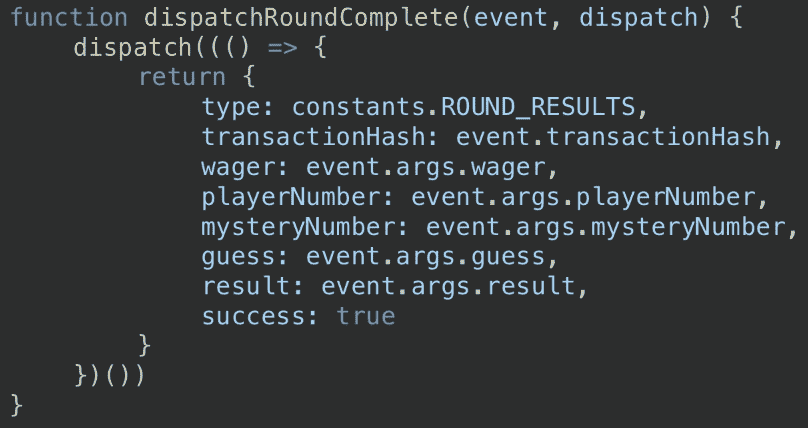 function dispatchRoundComplete(event, dispatch) {
    dispatch((() => {
        return {
            type: constants.ROUND_RESULTS,
            transactionHash: event.transactionHash,
            wager: event.args.wager,
            playerNumber: event.args.playerNumber,
            mysteryNumber: event.args.mysteryNumber,
            guess: event.args.guess,
            result: event.args.result,
            success: true
        }
    })())
}